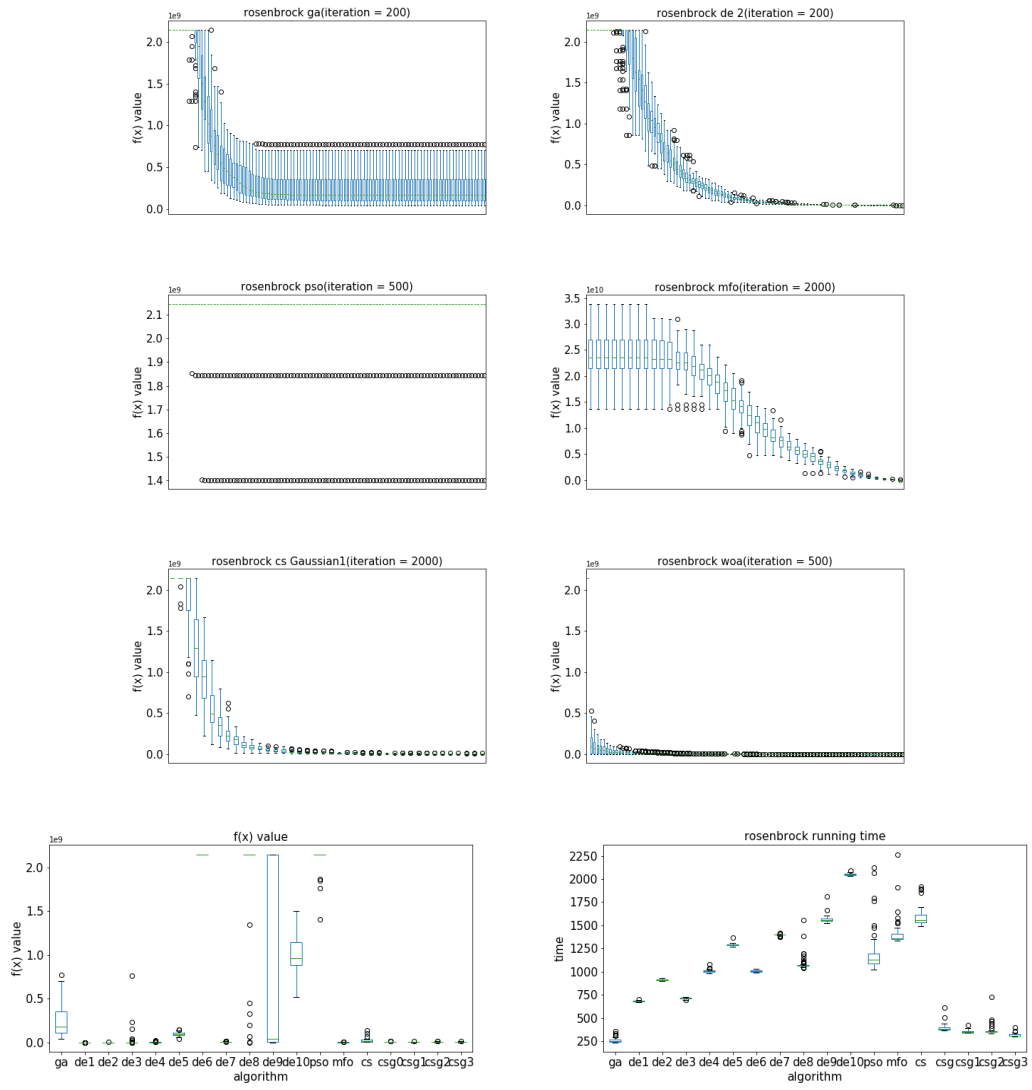 rosenbrock ga(iteration = 200)
1e9
f(x) value
2.0
1.5
1.0
0.5
0.0
rosenbrock de 2(iteration = 200)
1e9
f(x) value
2.0
1.5
1.0
0.5
0.0
rosenbrock pso(iteration = 500)
1e9
f(x) value
2.1
2.0
1.9
1.8
1.7
1.6
1.5
1.4
rosenbrock mfo(iteration = 2000)
1e10
f(x) value
3.5
3.0
2.5
2.0
1.5
1.0
0.5
0.0
rosenbrock cs Gaussian1(iteration = 2000)
1e9
f(x) value
2.0
1.5
1.0
0.5
0.0
rosenbrock woa(iteration = 500)
1e9
f(x) value
2.0
1.5
1.0
0.5
0.0
f(x) value
1e9
f(x) value
2.0
1.5
1.0
0.5
0.0
ga de1 de2 de3 de4 de5 de6 de7 de8 de9 de10 pso mfo cs csg0 csg1 csg2 csg3
algorithm
rosenbrock running time
time
2250
2000
1750
1500
1250
1000
750
500
250
ga de1 de2 de3 de4 de5 de6 de7 de8 de9 de10 pso mfo cs csg csg1 csg2 csg3
algorithm